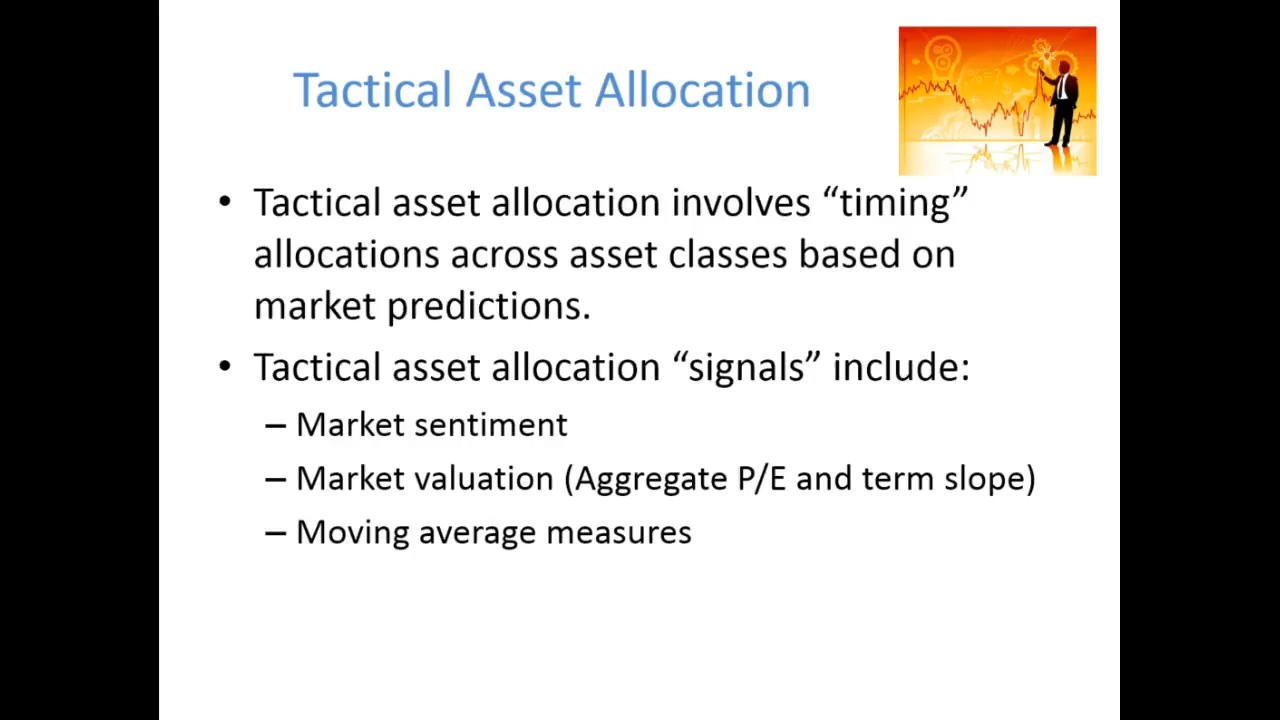 Tactical Asset Allocation
• Tactical asset allocation involves “timing”
allocations across asset classes based on
market predictions.
• Tactical asset allocation “signals” include:
– Market sentiment
– Market valuation (Aggregate P/E and term slope)
– Moving average measures